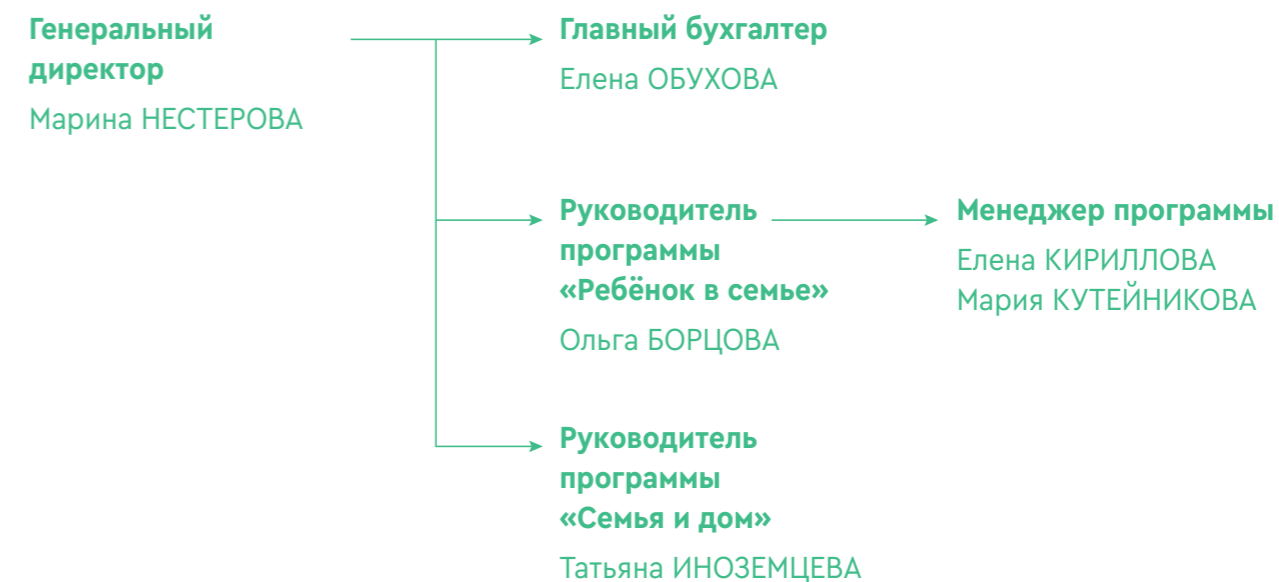 Генеральный
директор
Марина НЕСТЕРОВА
Главный бухгалтер
Елена ОБУХОВА
Руководитель
программы
«Ребёнок в семье»
Ольга БОРЦОВА
Менеджер программы
Елена КИРИЛЛОВА
Мария КУТЕЙНИКОВА
Руководитель
программы
«Семья и дом»
Татьяна ИНОЗЕМЦЕВА